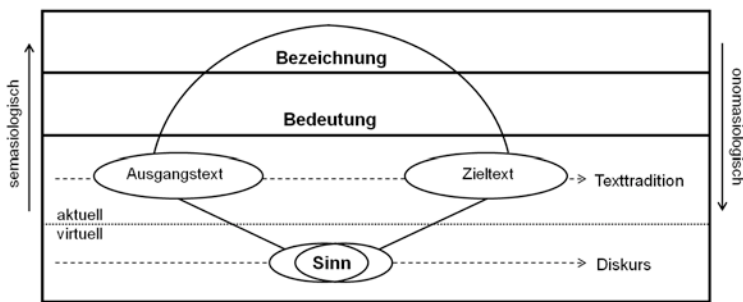 Bezeichnung
Bedeutung
semasiologisch
onomasiologisch
Ausgangstext
Zieltext
Texttradition
aktuell
virtuell
Sinn
Diskurs